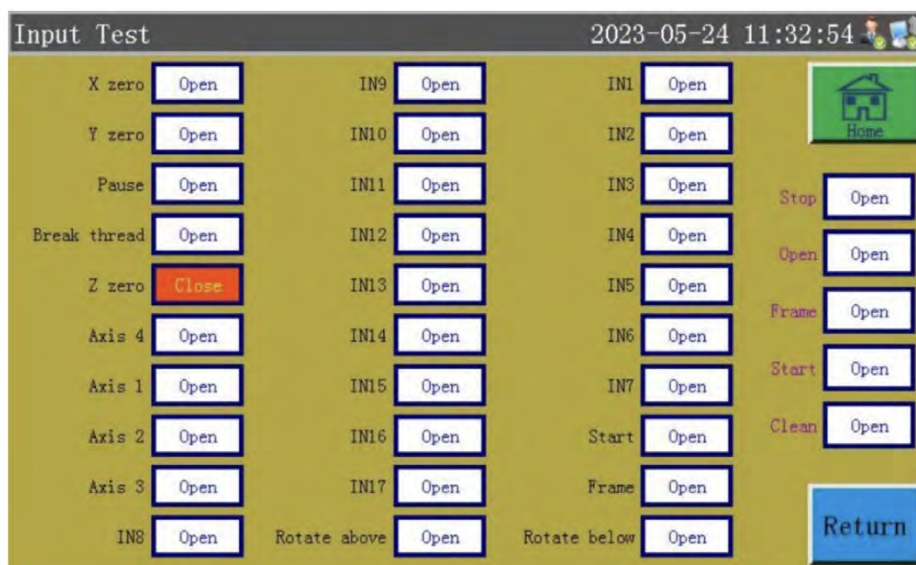 Input Test 2023-05-24 11:32:54
X zero Open IN9 Open IN1 Open
Home
Y zero Open IN10 Open IN2 Open
Pause Open IN11 Open IN3 Open
Stop Open
Break thread Open IN12 Open IN4 Open
Open Open
Z zero Close IN13 Open IN5 Open
Frame Open
Axis 4 Open IN14 Open IN6 Open
Start Open
Axis 1 Open IN15 Open IN7 Open
Clean Open
Axis 2 Open IN16 Open Start Open
Axis 3 Open IN17 Open Frame Open
Return
IN8 Open Rotate above Open Rotate below Open